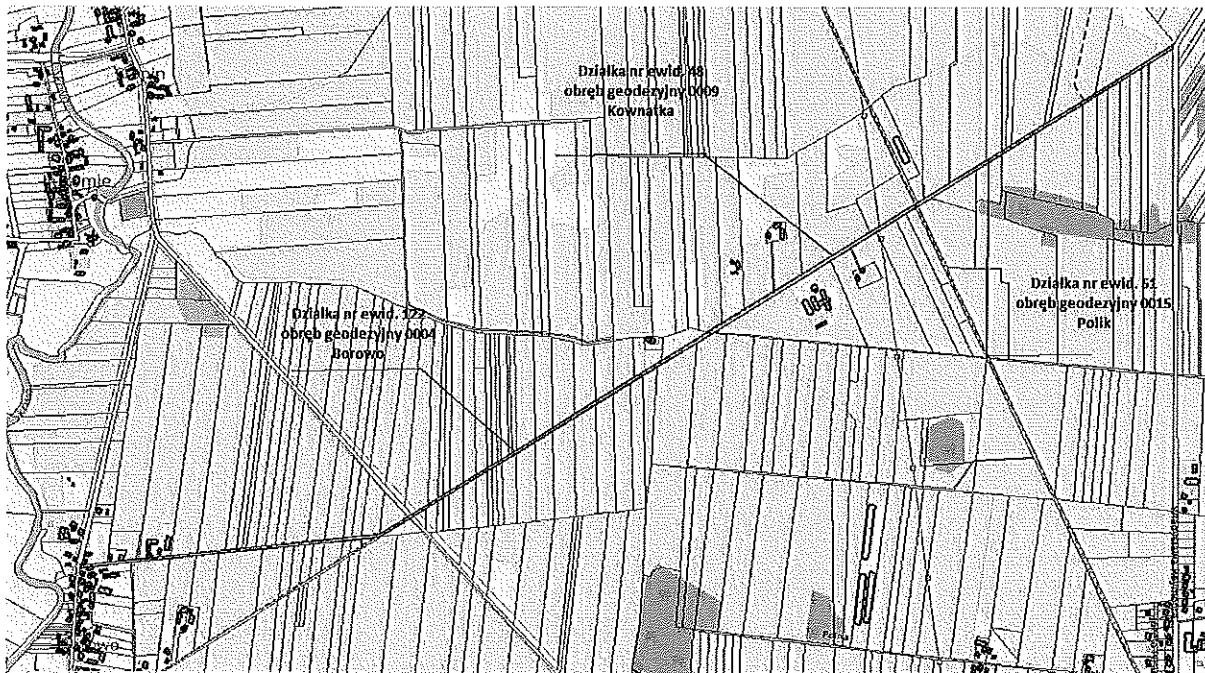 Działka nr ewid. 48
obręb geodezyjny 0009
Kownatka
Działka nr ewid. 51
obręb geodezyjny 0015
Polik
Działka nr ewid. 122
obręb geodezyjny 0004
Borowo